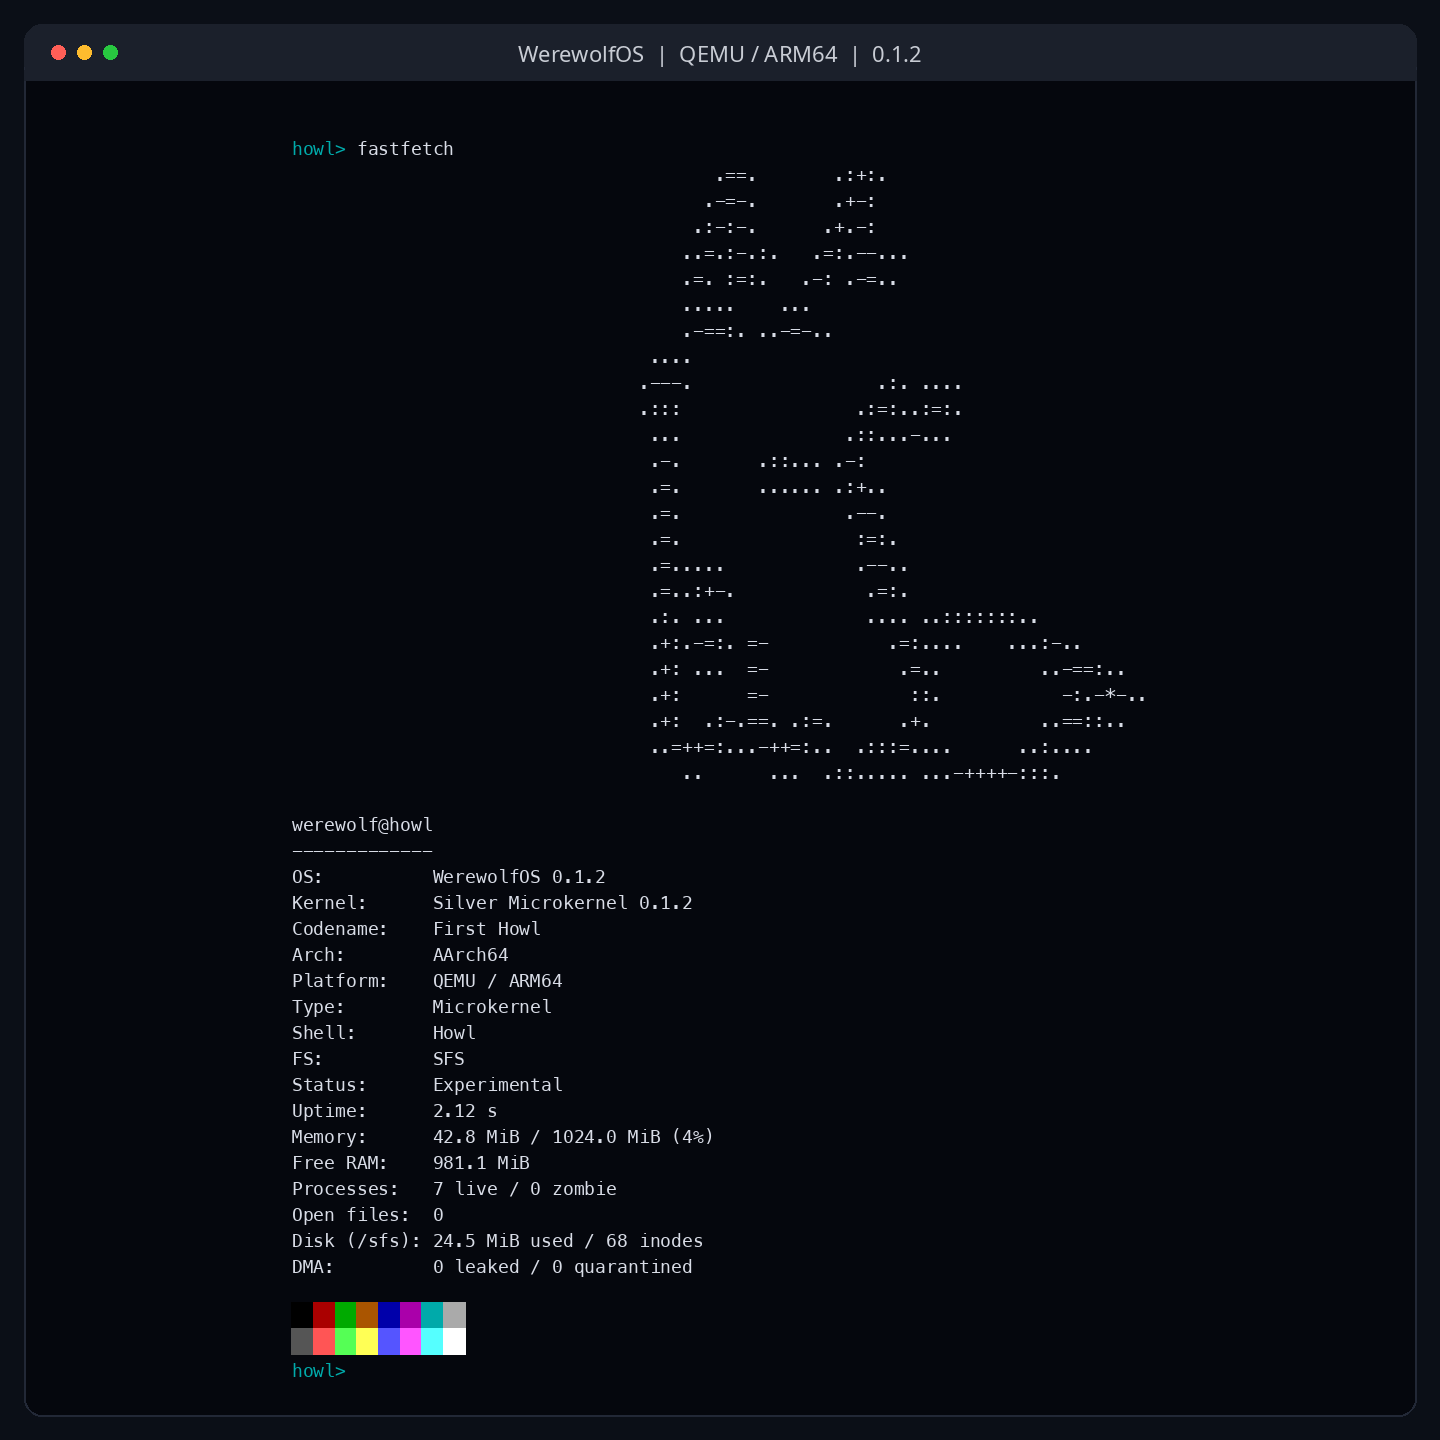 WerewolfOS | QEMU / ARM64 | 0.1.2
howl> fastfetch
.==.       .:+:.
.-=-.       .+-:
.:-:-.      .+.-:
..=.:-.:.   .=:.--...
.=. :=:.   .-: .-=..
.....    ...
.-==:. ..-=-..
....
.---.                 .:. ....
.:::                .:=:..:=:.
...               .::...-...
.-.       .::... .-:
.=.       ...... .:+..
.=.               .--.
.=.                :=:.
.=.....            .--..
.=..:+-.            .=:.
.:. ...             .... ..:::::::..
.+:.-=:. =-           .=:....    ...:-..
.+: ...  =-            .=..         ..-==:..
.+:      =-             ::.           -:.-*-..
.+:  .:-.==. .:=.      .+.          ..==::..
..=++=:...-++=:..  .:::=....      ..:....
..      ...  .::..... ...-++++-:::.
werewolf@howl
-------------
OS:          WerewolfOS 0.1.2
Kernel:      Silver Microkernel 0.1.2
Codename:    First Howl
Arch:        AArch64
Platform:    QEMU / ARM64
Type:        Microkernel
Shell:       Howl
FS:          SFS
Status:      Experimental
Uptime:      2.12 s
Memory:      42.8 MiB / 1024.0 MiB (4%)
Free RAM:    981.1 MiB
Processes:   7 live / 0 zombie
Open files:  0
Disk (/sfs): 24.5 MiB used / 68 inodes
DMA:         0 leaked / 0 quarantined
howl>